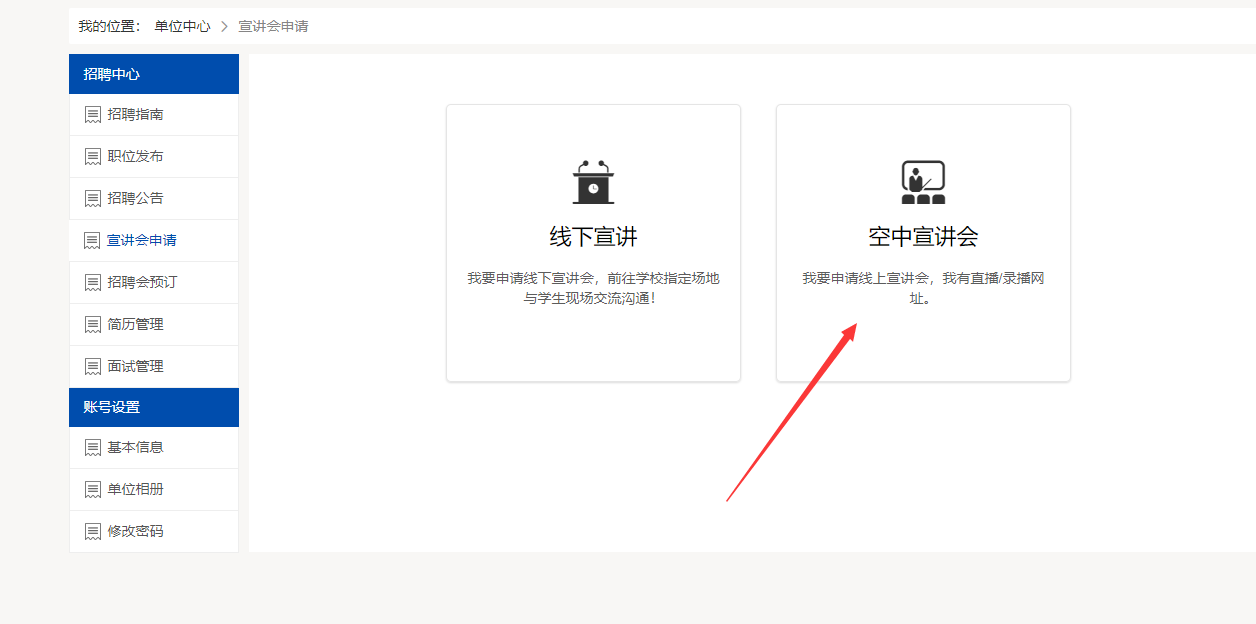 我的位置： 单位中心 > 宣讲会申请
招聘中心
招聘指南
职位发布
招聘公告
宣讲会申请
招聘会预订
简历管理
面试管理
账号设置
基本信息
单位相册
修改密码
线下宣讲
我要申请线下宣讲会，前往学校指定场地
与学生现场交流沟通！
空中宣讲会
我要申请线上宣讲会，我有直播/录播网
址。